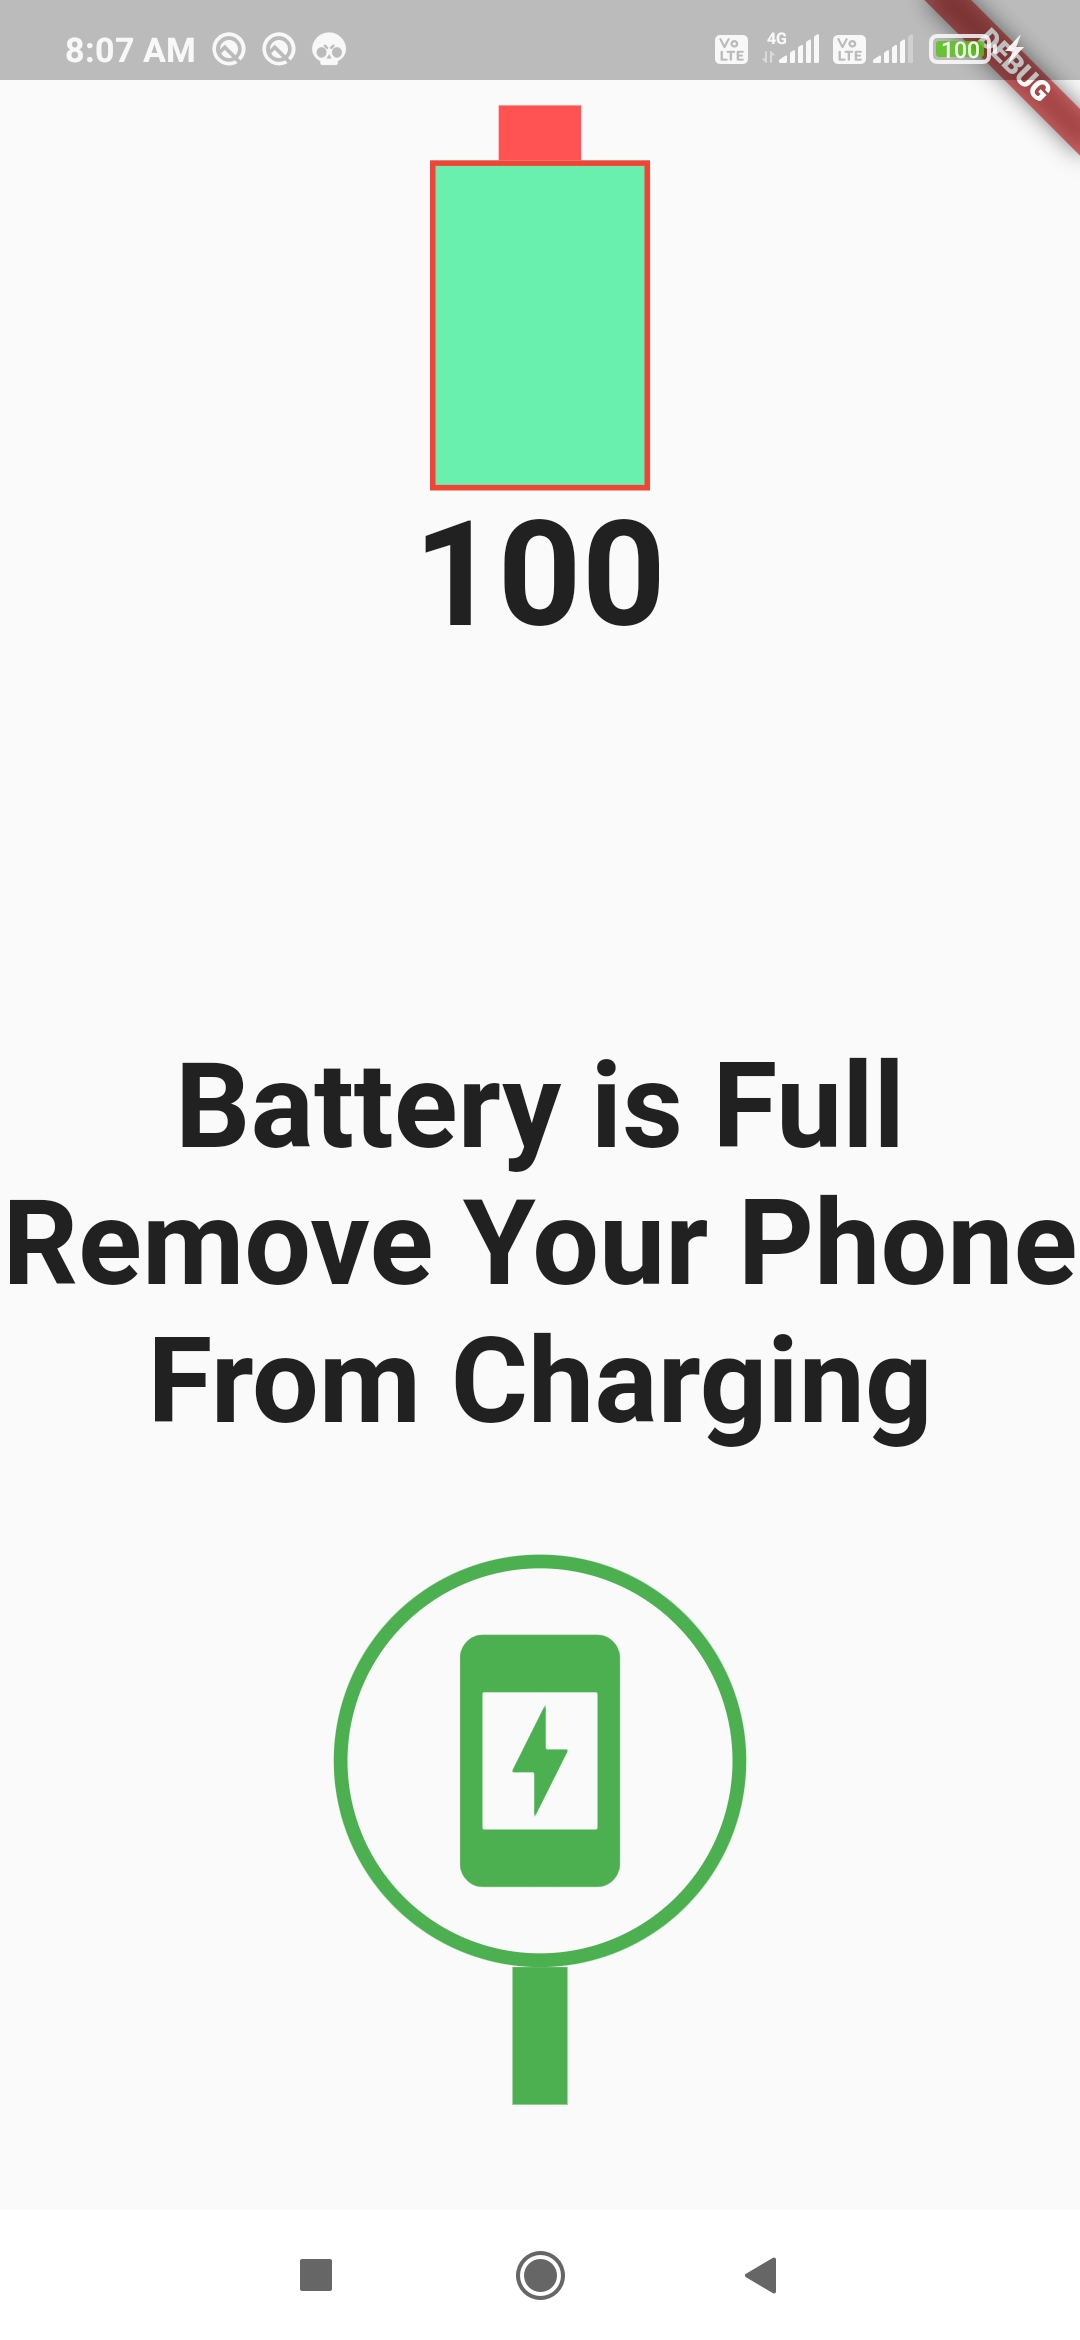 8:07 AM
Vo LTE 4G Vo LTE 100
DEBUG
100
Battery is Full
Remove Your Phone
From Charging